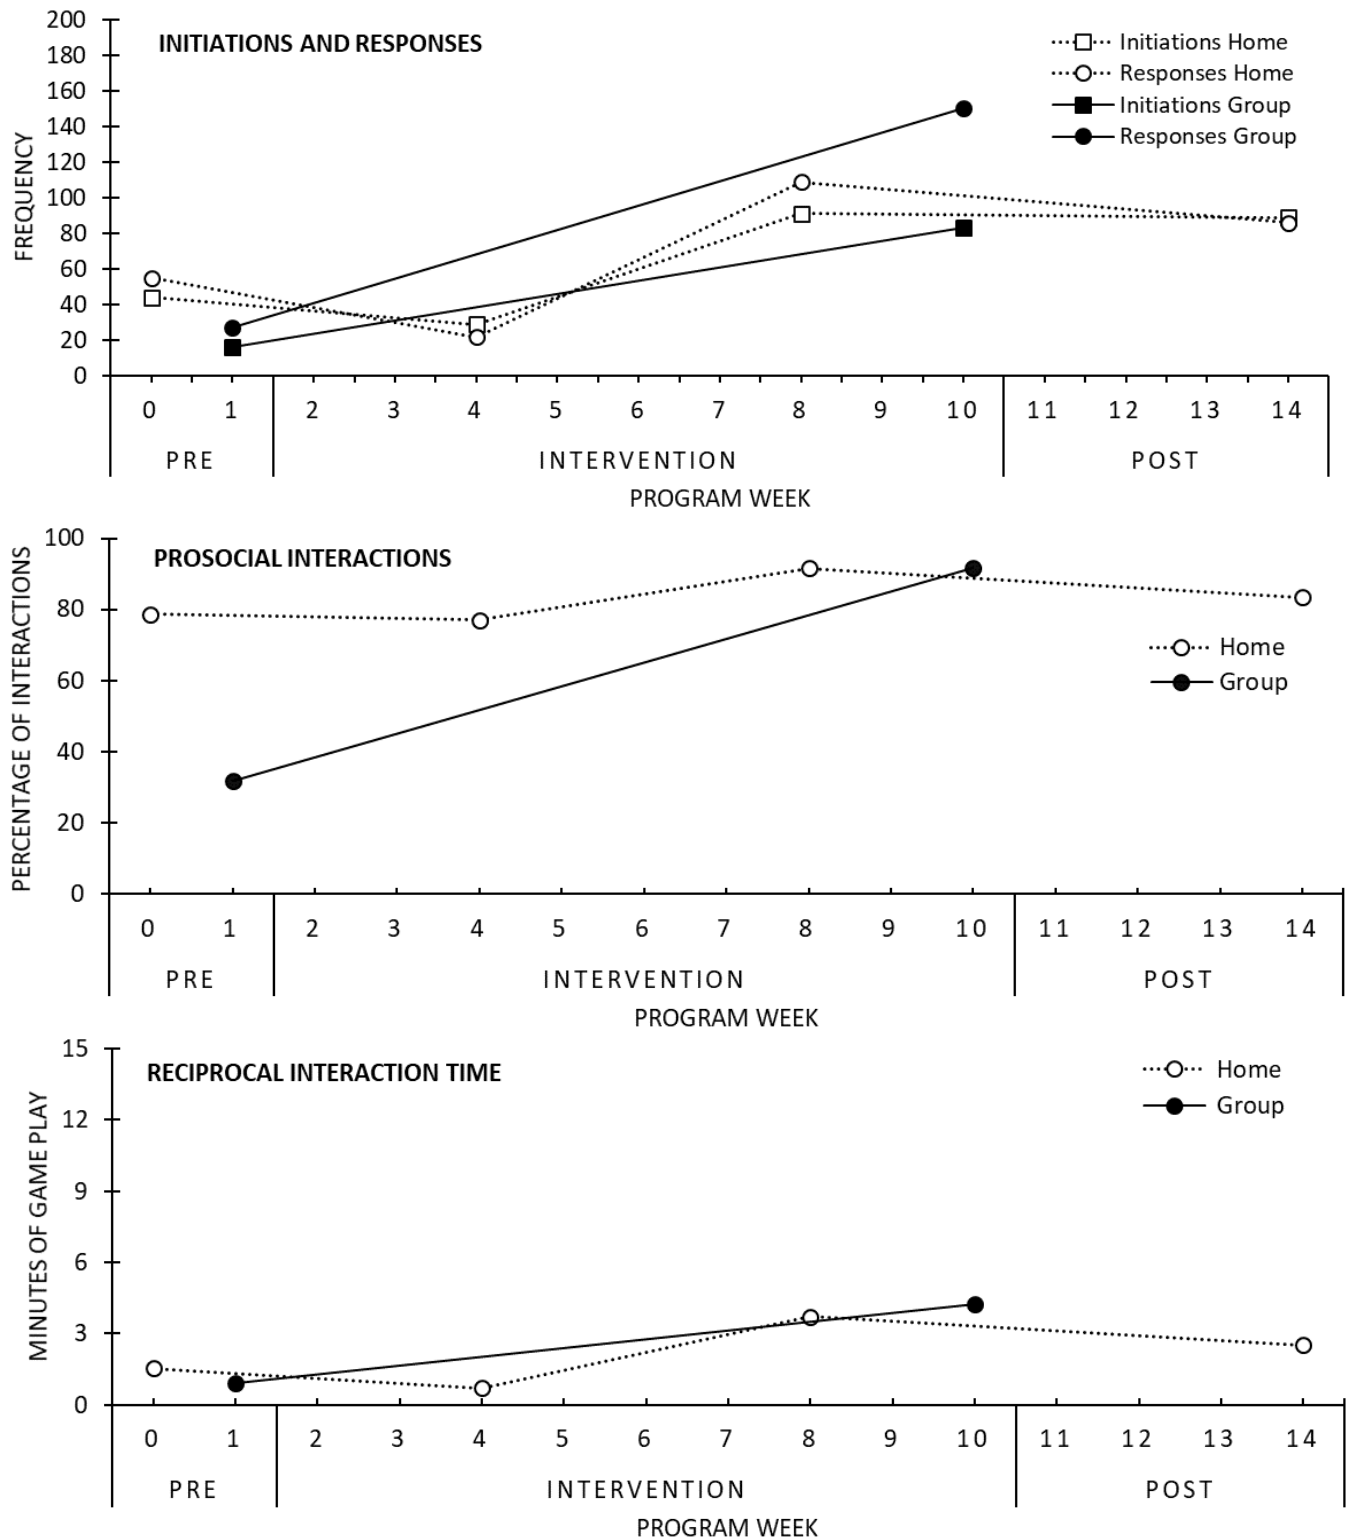 INITIATIONS AND RESPONSES
Initiations Home
Responses Home
Initiations Group
Responses Group
FREQUENCY
200
180
160
140
120
100
80
60
40
20
0
0 1 2 3 4 5 6 7 8 9 10 11 12 13 14
PRE INTERVENTION POST
PROGRAM WEEK
PROSOCIAL INTERACTIONS
Home
Group
PERCENTAGE OF INTERACTIONS
100
80
60
40
20
0
0 1 2 3 4 5 6 7 8 9 10 11 12 13 14
PRE INTERVENTION POST
PROGRAM WEEK
RECIPROCAL INTERACTION TIME
Home
Group
MINUTES OF GAME PLAY
15
12
9
6
3
0
0 1 2 3 4 5 6 7 8 9 10 11 12 13 14
PRE INTERVENTION POST
PROGRAM WEEK